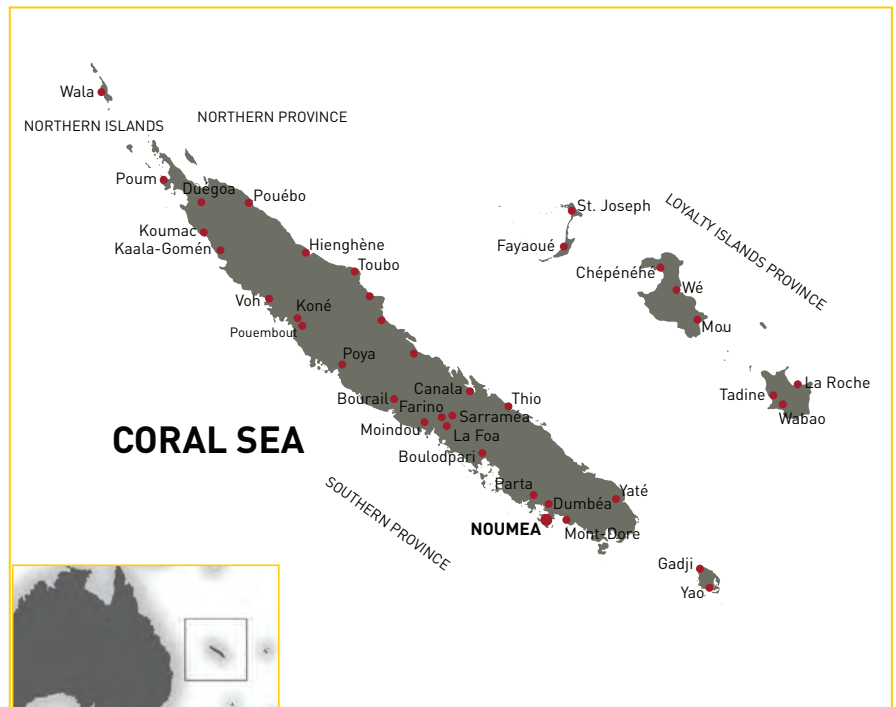 Wala
NORTHERN ISLANDS
NORTHERN PROVINCE
Poum
Duégoa
Pouébo
Koumac
Kaala-Gomén
Hienghène
Toubo
Voh
Koné
Pouembout
Poya
St. Joseph
Fayaoué
LOYALTY ISLANDS PROVINCE
Chépénéhé
Wé
Mou
La Roche
Tadine
Wabao
Canala
Thio
Bourail
Farino
Sarraméa
Moindou
La Foa
CORAL SEA
Boulodpari
Parta
Yaté
Dumbéa
SOUTHERN PROVINCE
NOUMEA
Mont-Dore
Gadji
Yao